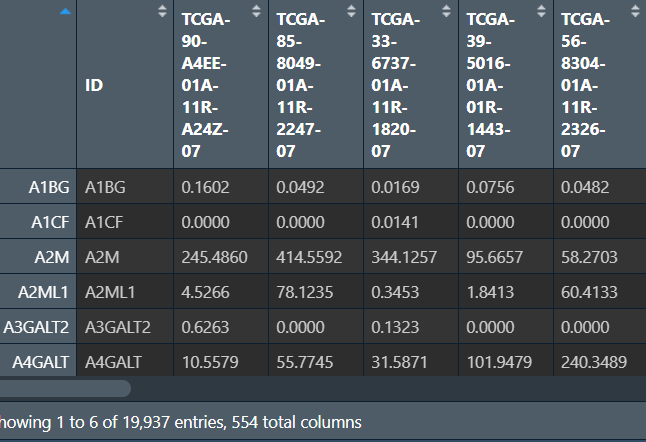 ID TCGA-90-A4EE-01A-11R-A24Z-07 TCGA-85-8049-01A-11R-2247-07 TCGA-33-6737-01A-11R-1820-07 TCGA-39-5016-01A-01R-1443-07 TCGA-56-8304-01A-11R-2326-07
A1BG A1BG 0.1602 0.0492 0.0169 0.0756 0.0482
A1CF A1CF 0.0000 0.0000 0.0141 0.0000 0.0000
A2M A2M 245.4860 414.5592 344.1257 95.6657 58.2703
A2ML1 A2ML1 4.5266 78.1235 0.3453 1.8413 60.4133
A3GALT2 A3GALT2 0.6263 0.0000 0.1323 0.0000 0.0000
A4GALT A4GALT 10.5579 55.7745 31.5871 101.9479 240.3489
howing 1 to 6 of 19,937 entries, 554 total columns